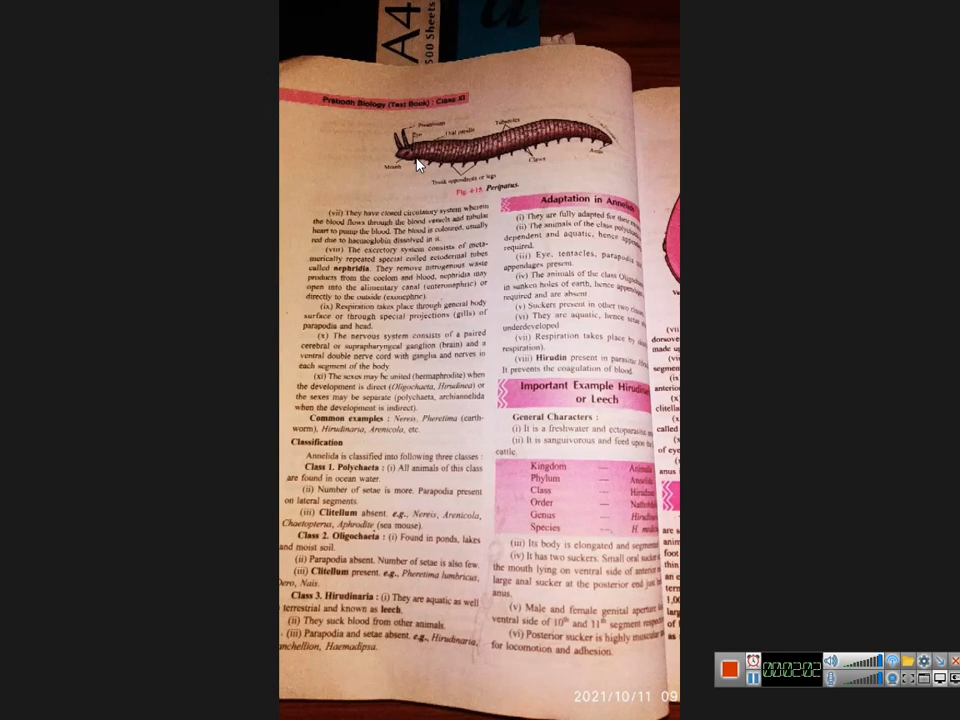 A4
500 Sheets
a
Prabodh Biology (Text Book) : Class XI
Eye
Oral papilla
Tubercles
Mouth
Claws
Anus
Trunk appendages or legs
Fig. 4·15. Peripatus.
(vii) They have closed circulatory system wherein
the blood flows through the blood vessels and tubular
heart to pump the blood. The blood is coloured, usually
red due to haemoglobin dissolved in it.
(viii) The excretory system consists of meta-
merically repeated special coiled ectodermal tubes
called nephridia. They remove nitrogenous waste
products from the coelom and blood, nephridia may
open into the alimentary canal (enteronephric) or
directly to the outside (exonephric).
(ix) Respiration takes place through general body
surface or through special projections (gills) of
parapodia and head.
(x) The nervous system consists of a paired
cerebral or suprapharyngeal ganglion (brain) and a
ventral double nerve cord with ganglia and nerves in
each segment of the body
(xi) The sexes may be united (hermaphrodite) when
the development is direct (Oligochaeta, Hirudinea) or
the sexes may be separate (polychaeta, archiannelida
when the development is indirect).
Common examples : Nereis, Pheretima (earth-
worm), Hirudinaria, Arenicola, etc.
Classification
Annelida is classified into following three classes :
Class 1. Polychaeta : (i) All animals of this class
are found in ocean water.
(ii) Number of setae is more. Parapodia present
on lateral segments.
(iii) Clitellum absent. e.g., Nereis, Arenicola,
Chaetopterus, Aphrodite (sea mouse).
Class 2. Oligochaeta : (i) Found in ponds, lakes
and moist soil.
(ii) Parapodia absent. Number of setae is also few.
(iii) Clitellum present. e.g., Pheretima lumbricus,
Dero, Nais.
Class 3. Hirudinaria : (i) They are aquatic as well
terrestrial and known as leech.
(ii) They suck blood from other animals.
(iii) Parapodia and setae absent. e.g., Hirudinaria,
anchellion, Haemadipsa.
Adaptation in Annelida
(i) They are fully adapted for their
(ii) The animals of the class polychaeta
dependent and aquatic, hence
required.
(iii) Eye, tentacles, parapodia
appendages present.
(iv) The animals of the class Oligochaeta
in sunken holes of earth, hence appendages
required and are absent.
(v) Suckers present in other two classes
(vi) They are aquatic, hence setae
underdeveloped
(vii) Respiration takes place by
respiration).
(viii) Hirudin present in parasitic
It prevents the coagulation of blood.
Important Example
or Leech
General Characters :
(i) It is a freshwater and ectoparasite
(ii) It is sanguivorous and feed upon the
cattle.
Kingdom —
Phylum —
Class —
Order —
Genus —
Species — H.
(iii) Its body is elongated and
(iv) It has two suckers. Small oral sucker
the mouth lying on ventral side of anterior
large anal sucker at the posterior end just
anus.
(v) Male and female genital aperture
ventral side of 10th and 11th segment
(vi) Posterior sucker is highly muscular
for locomotion and adhesion.
2021/10/11 09
00:02:02